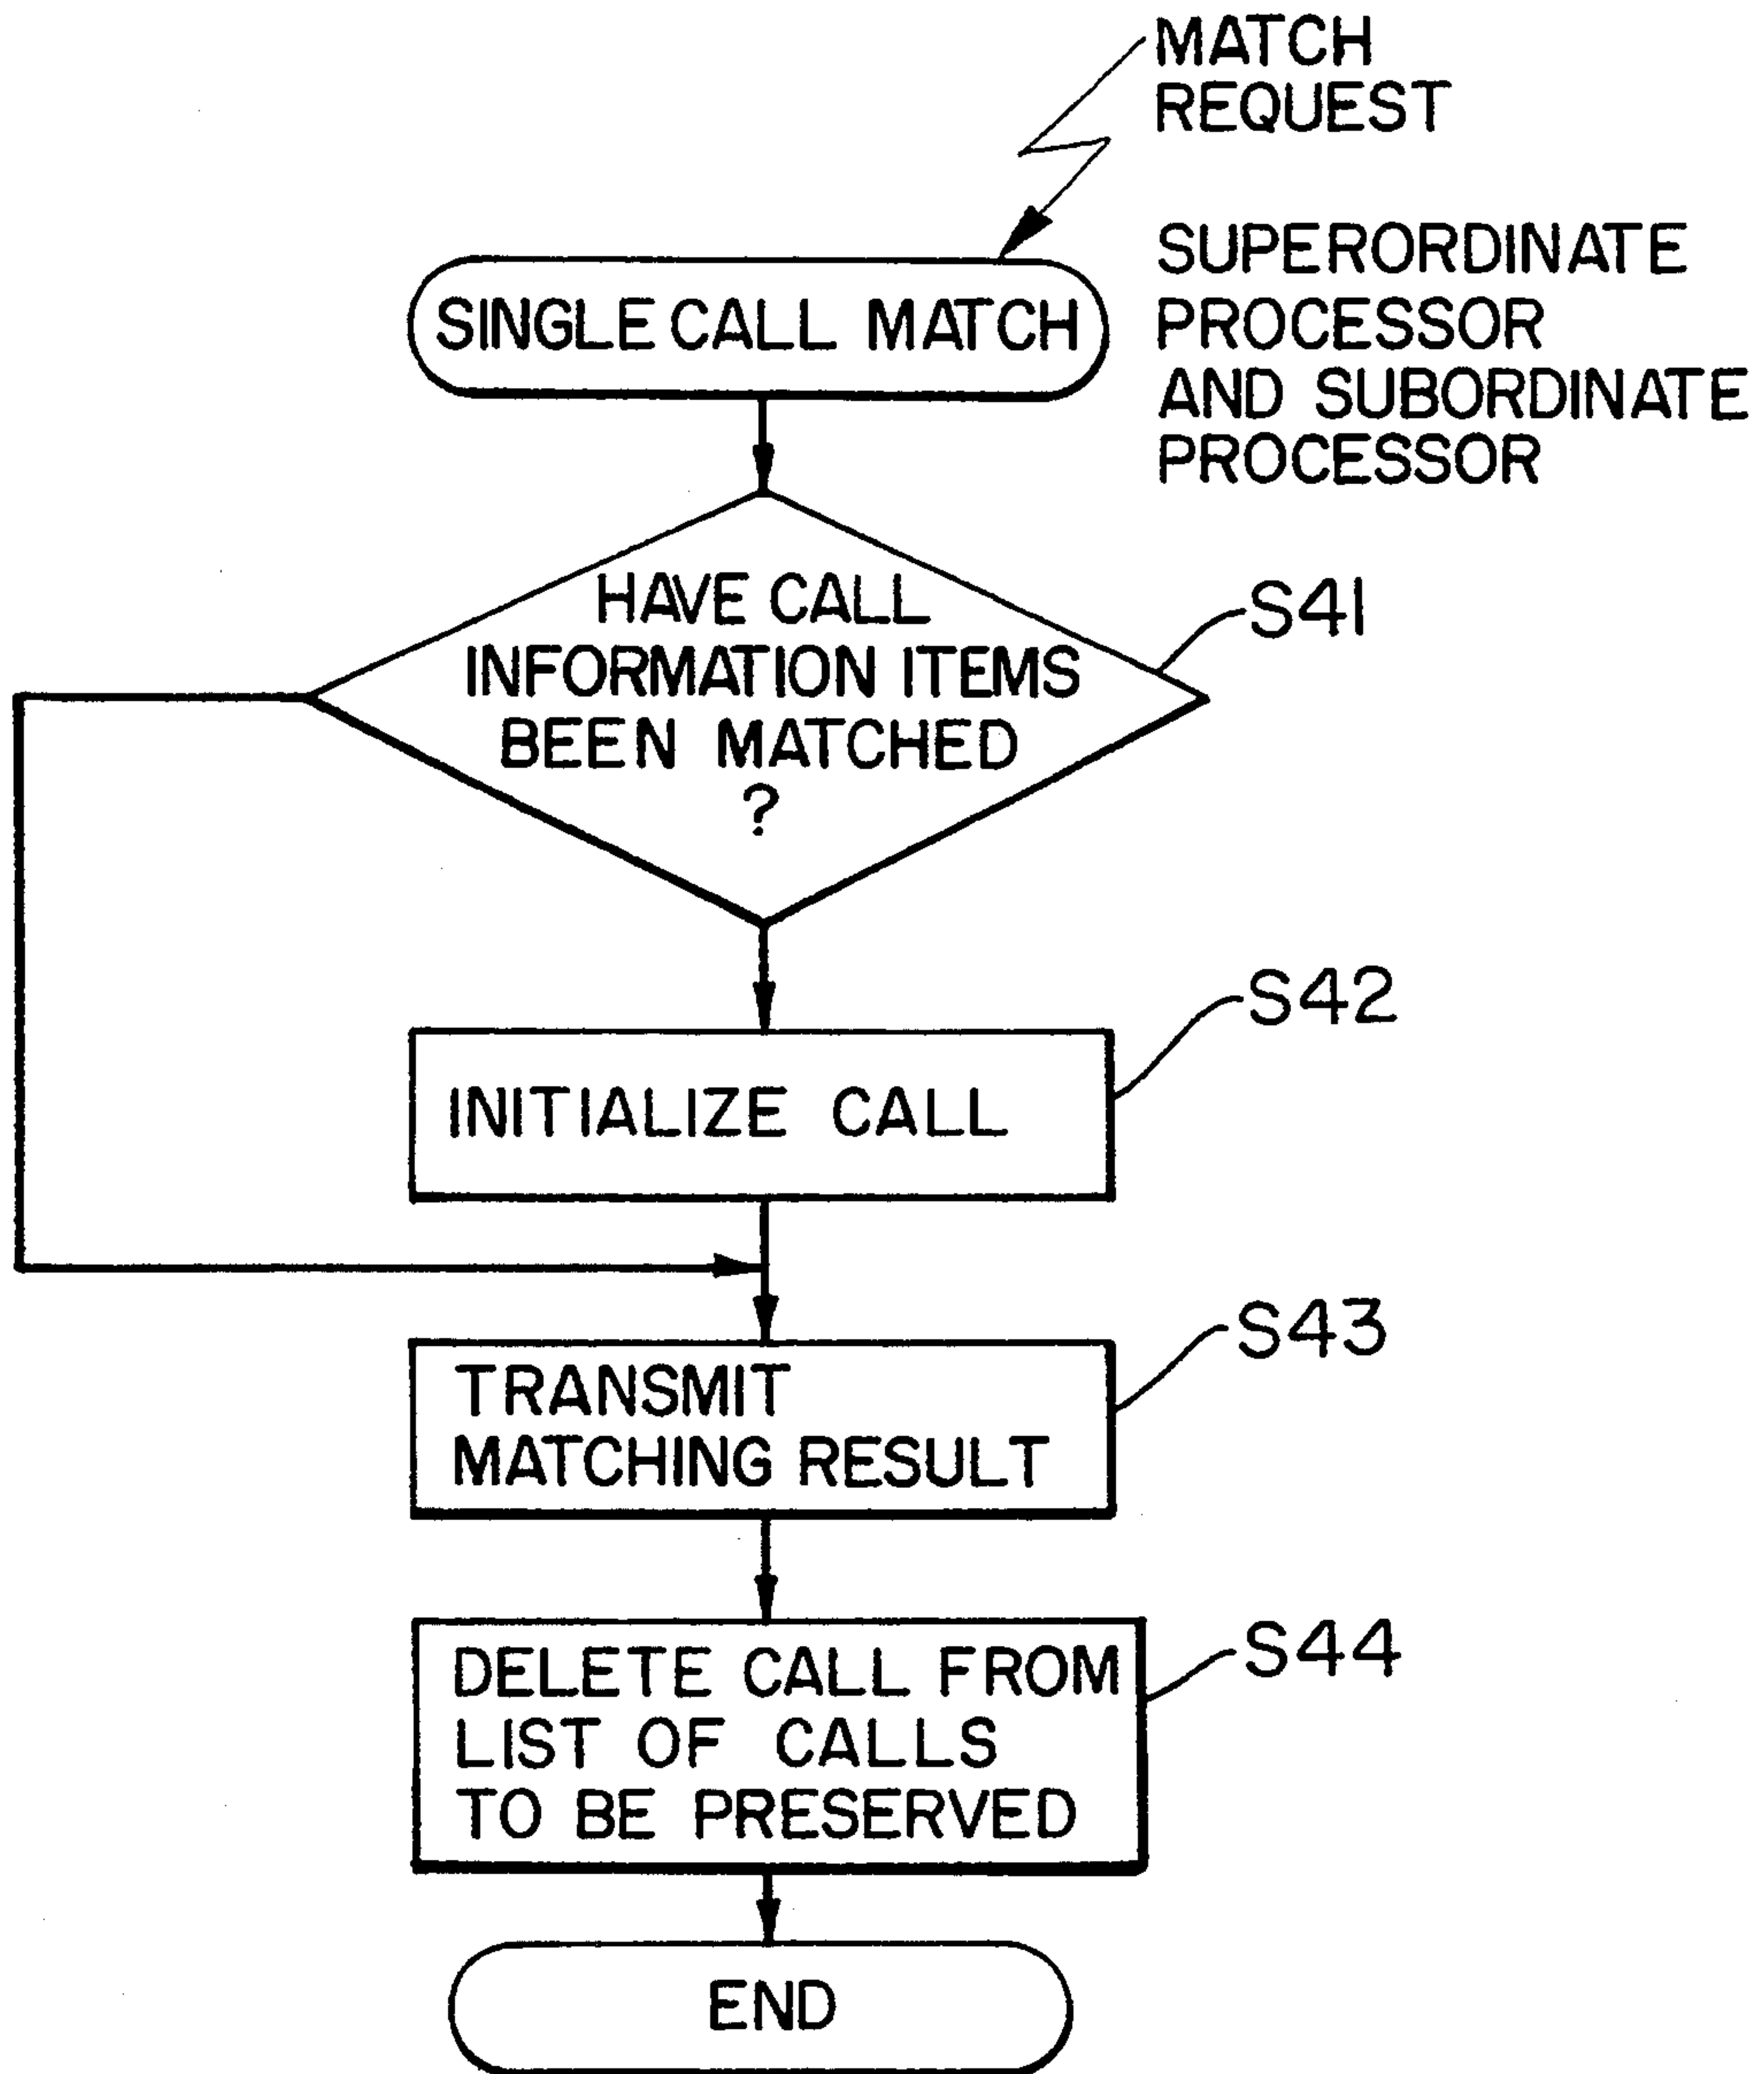 MATCH
REQUEST
SUPERORDINATE
PROCESSOR
AND SUBORDINATE
PROCESSOR
SINGLE CALL MATCH
HAVE CALL
INFORMATION ITEMS
BEEN MATCHED
?
S41
INITIALIZE CALL
S42
TRANSMIT
MATCHING RESULT
S43
DELETE CALL FROM
LIST OF CALLS
TO BE PRESERVED
S44
END